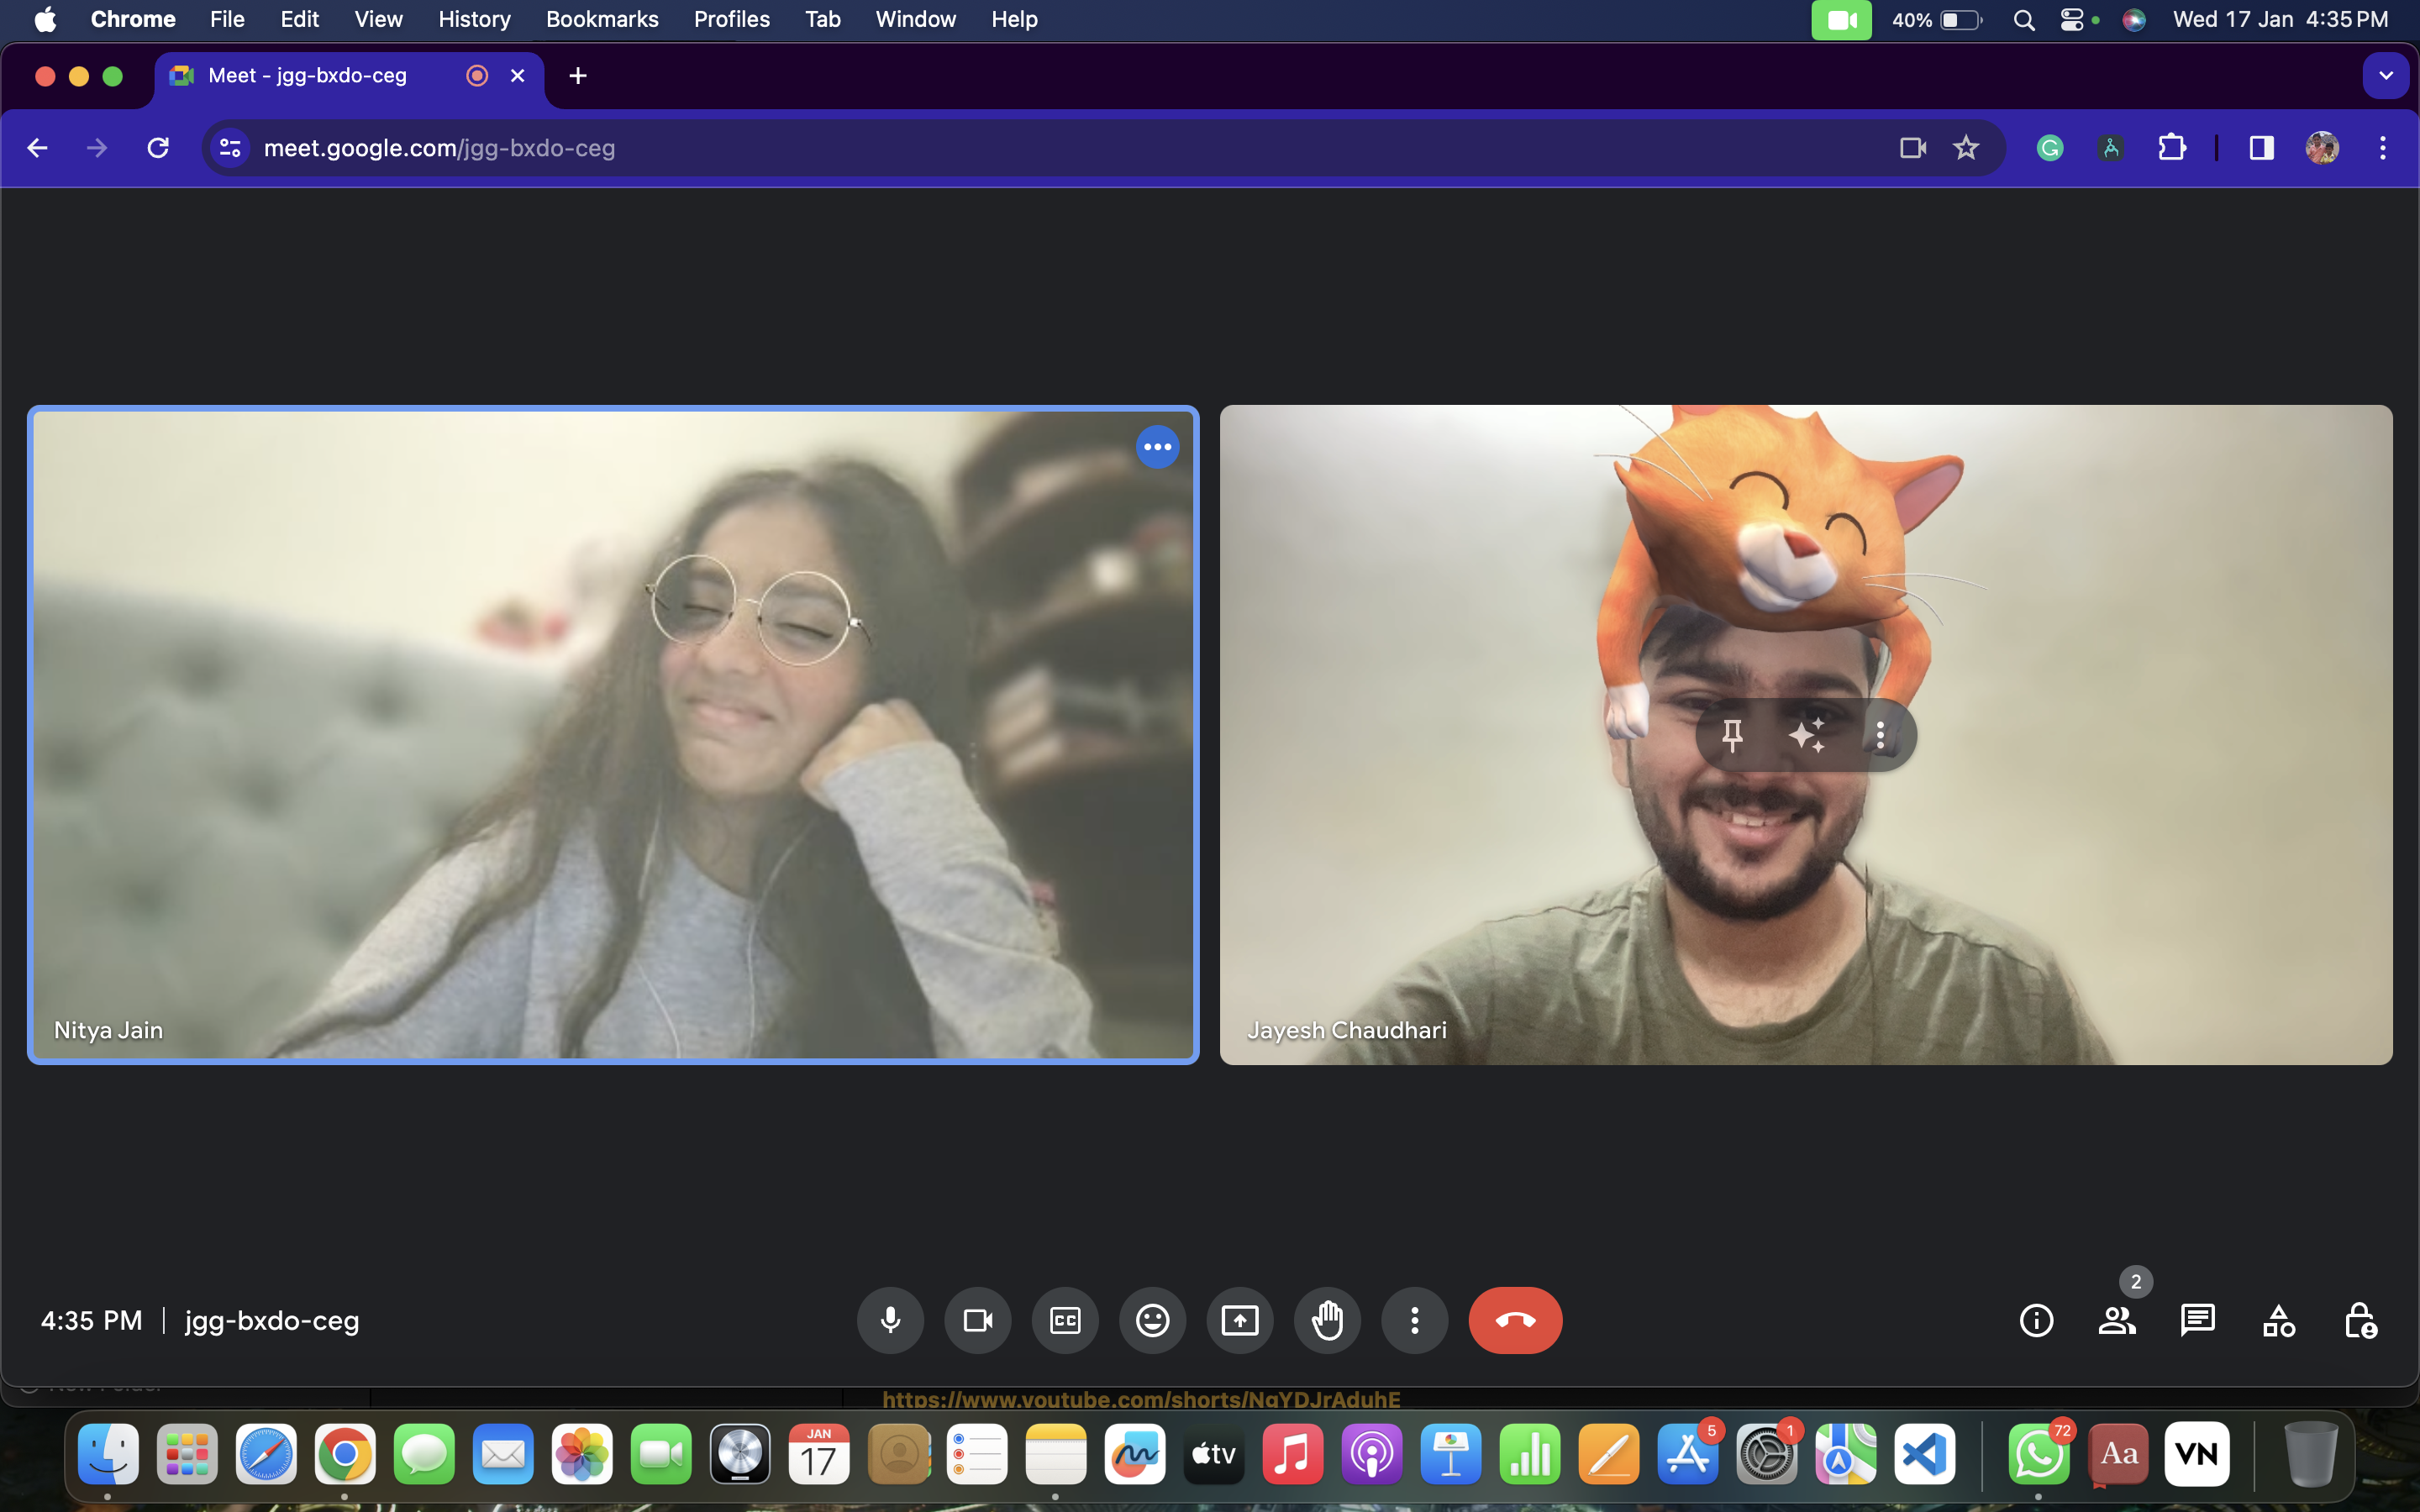 Chrome File Edit View History Bookmarks Profiles Tab Window Help 40% Wed 17 Jan 4:35 PM
Meet - jgg-bxdo-ceg
meet.google.com/jgg-bxdo-ceg
Nitya Jain
Jayesh Chaudhari
2
4:35 PM | jgg-bxdo-ceg
CC
https://www.youtube.com/shorts/NqYDJrAduhE
JAN
17
tv
5
1
72
Aa
VN